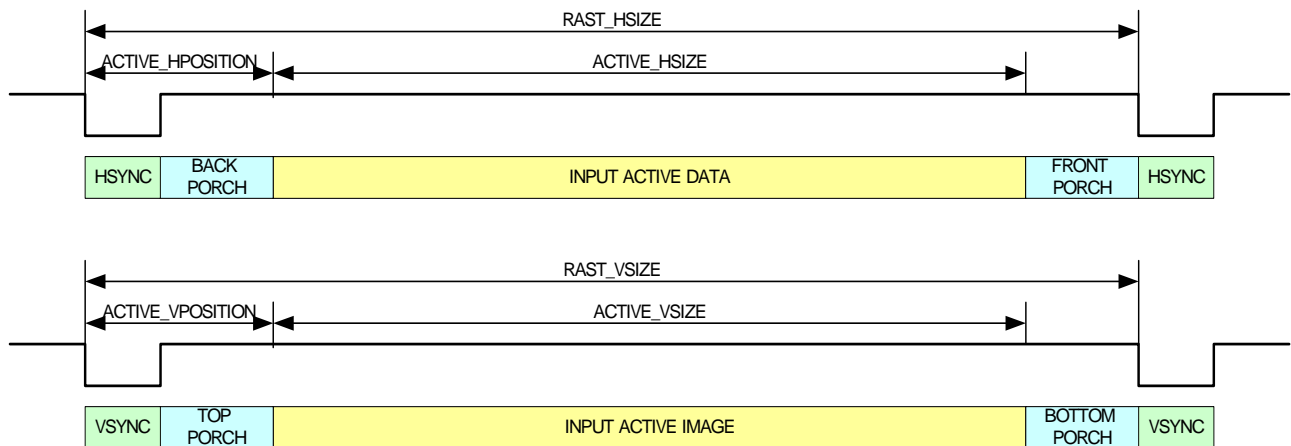 RAST_HSIZE
ACTIVE_HPOSITION
ACTIVE_HSIZE
HSYNC
BACK
PORCH
INPUT ACTIVE DATA
FRONT
PORCH
HSYNC
RAST_VSIZE
ACTIVE_VPOSITION
ACTIVE_VSIZE
VSYNC
TOP
PORCH
INPUT ACTIVE IMAGE
BOTTOM
PORCH
VSYNC